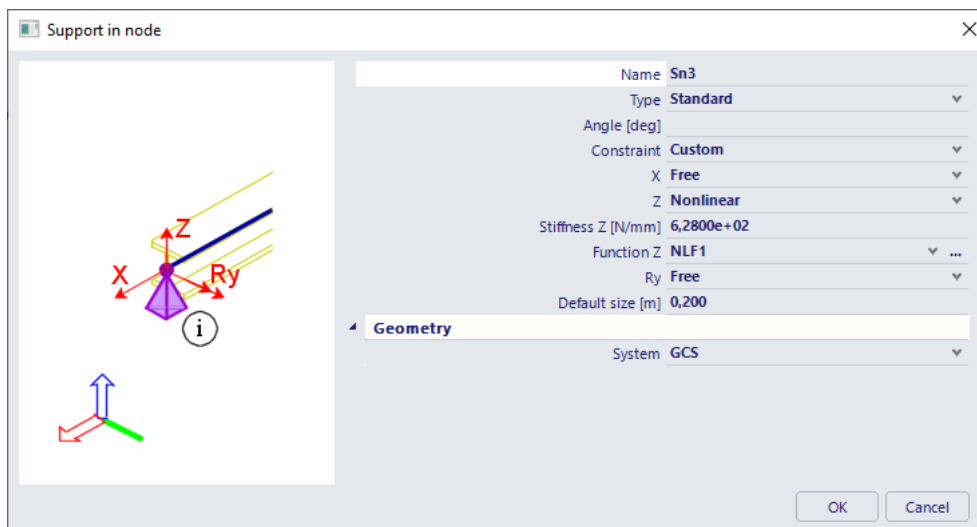 Support in node
Name Sn3
Type Standard
Angle [deg]
Constraint Custom
X Free
Z Nonlinear
Stiffness Z [N/mm] 6,2800e+02
Function Z NLF1 ...
Ry Free
Default size [m] 0,200
Geometry
System GCS
Z
X
Ry
i
OK Cancel